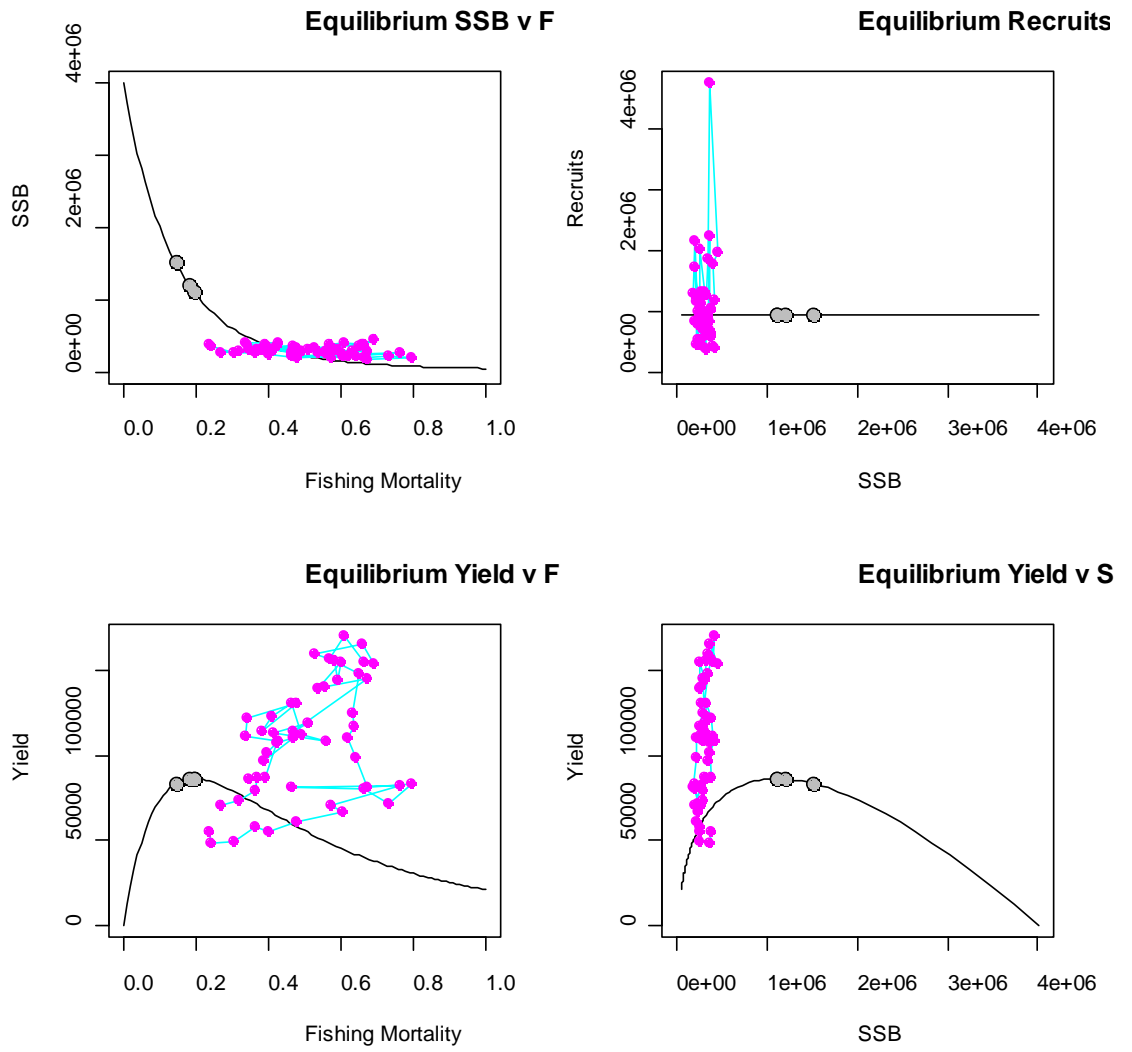 Equilibrium SSB v F
SSB
0e+00 2e+06 4e+06
0.0 0.2 0.4 0.6 0.8 1.0
Fishing Mortality
Equilibrium Recruits
Recruits
0e+00 2e+06 4e+06
0e+00 1e+06 2e+06 3e+06 4e+06
SSB
Equilibrium Yield v F
Yield
0 50000 100000
0.0 0.2 0.4 0.6 0.8 1.0
Fishing Mortality
Equilibrium Yield v S
Yield
0 50000 100000
0e+00 1e+06 2e+06 3e+06 4e+06
SSB